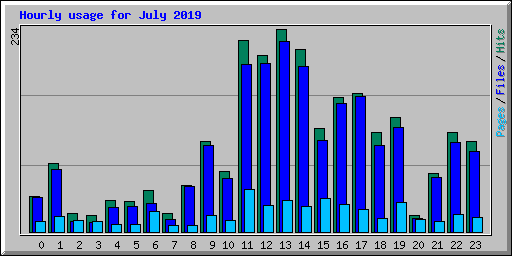 Hourly usage for July 2019
234
Pages / Files / Hits
0 1 2 3 4 5 6 7 8 9 10 11 12 13 14 15 16 17 18 19 20 21 22 23